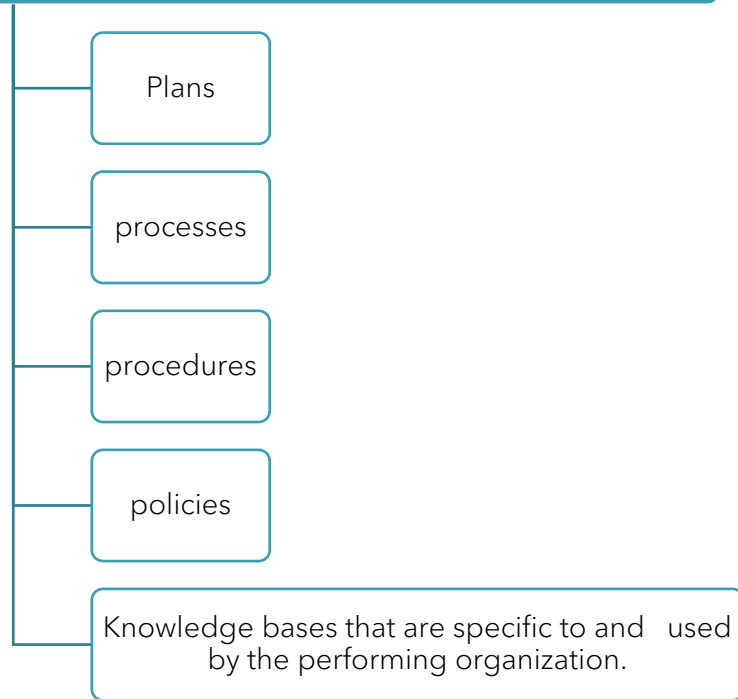 Plans
processes
procedures
policies
Knowledge bases that are specific to and used
by the performing organization.